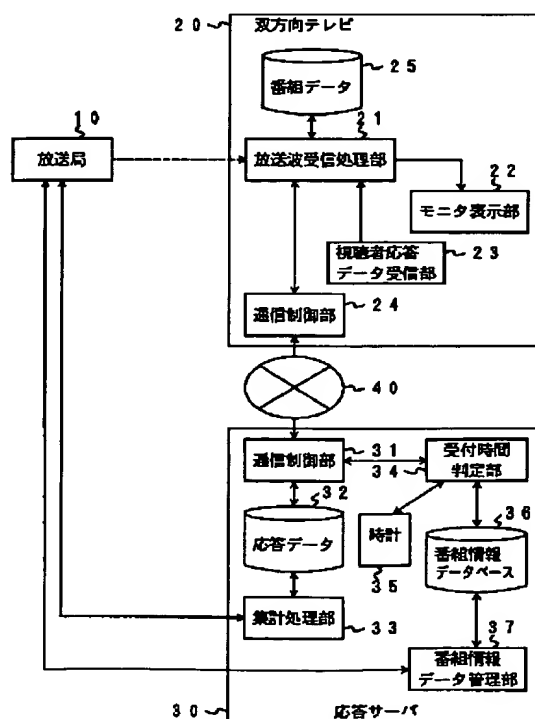 20
双方向テレビ
25
番組データ
10
21
放送局
放送波受信処理部
22
モニタ表示部
視聴者応答
データ受信部
23
24
通信制御部
40
31
通信制御部
34
受付時間
判定部
32
応答データ
時計
35
36
番組情報
データベース
集計処理部
33
37
番組情報
データ管理部
30
応答サーバ